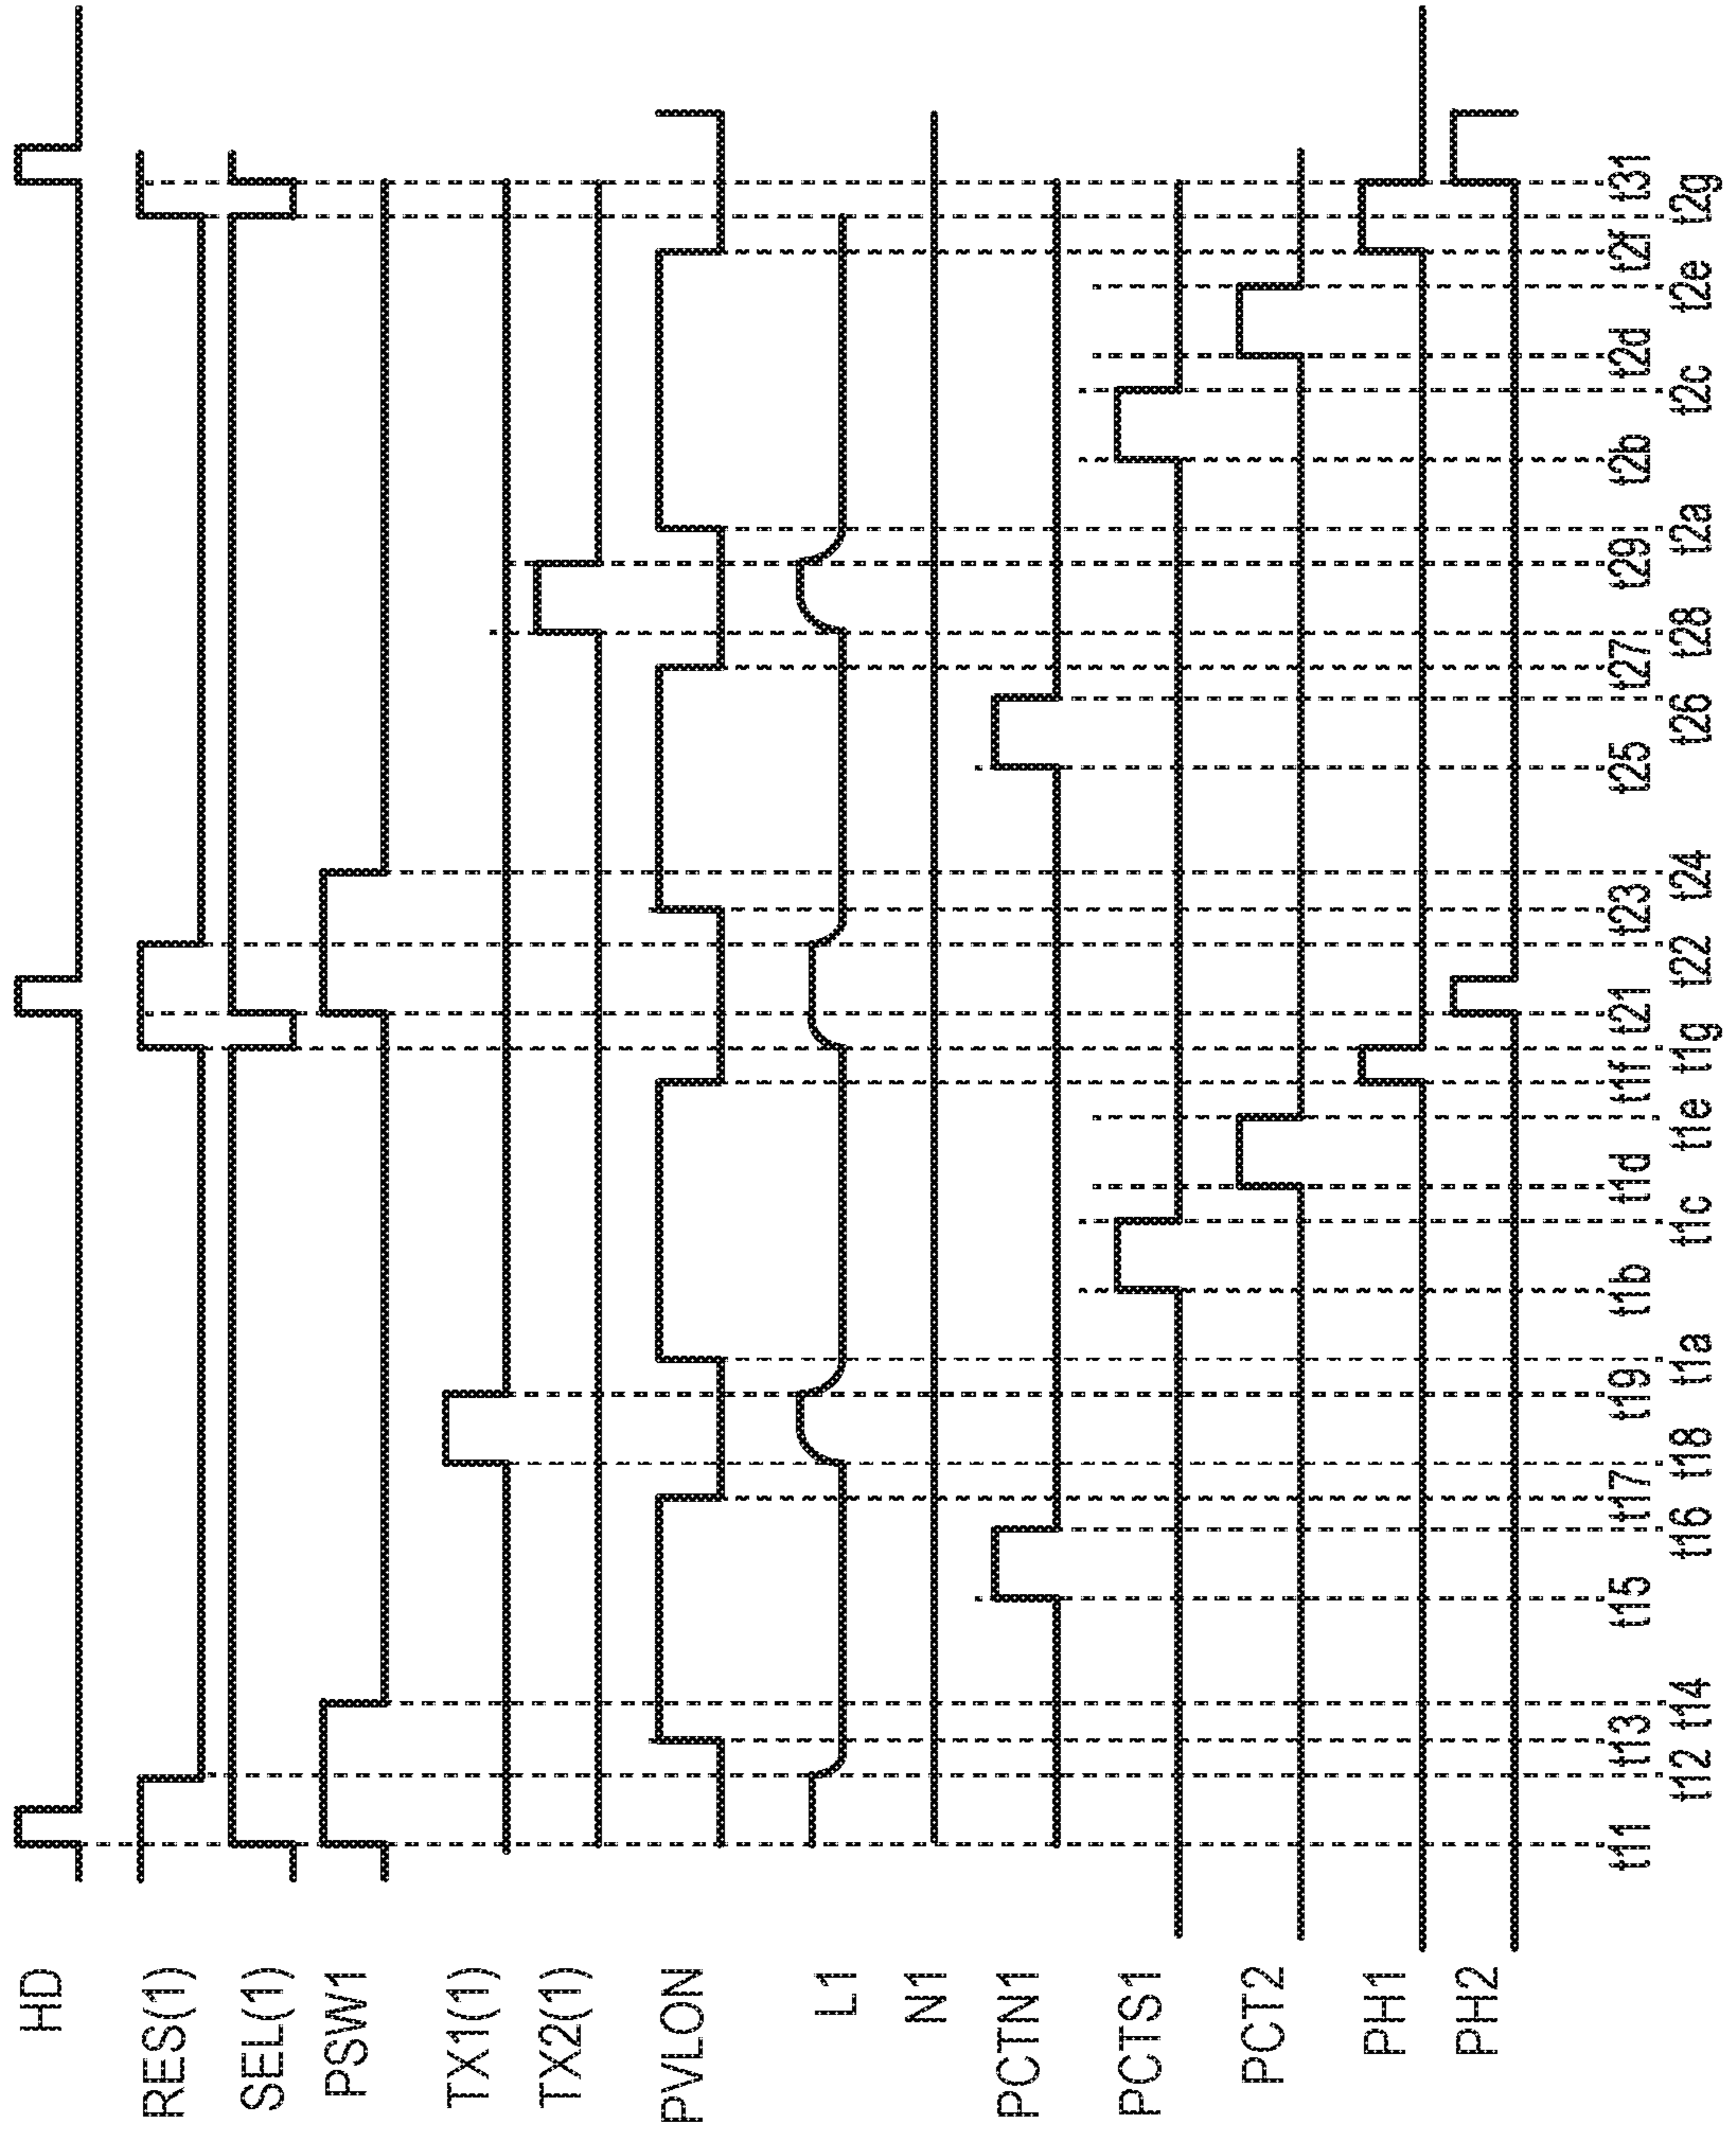 HD
RES(1)
SEL(1)
PSW1
TX1(1)
TX2(1)
PVLON
L1
N1
PCTN1
PCTS1
PCT2
PH1
PH2
t11 t13 t15 t17 t19 t1b t1d t1f t21 t23 t25 t27 t29 t2b t2d t2f t31
t12 t14 t16 t18 t1a t1c t1e t1g t22 t24 t26 t28 t2a t2c t2e t2g